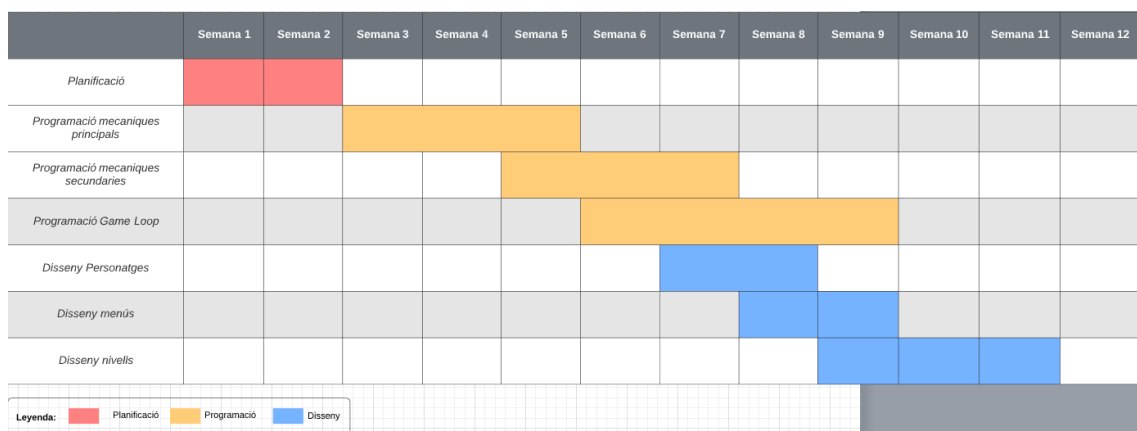 Semana 1 Semana 2 Semana 3 Semana 4 Semana 5 Semana 6 Semana 7 Semana 8 Semana 9 Semana 10 Semana 11 Semana 12
Planificació
Programació mecaniques
principals
Programació mecaniques
secundaries
Programació Game Loop
Disseny Personatges
Disseny menús
Disseny nivells
Leyenda: Planificació Programació Disseny